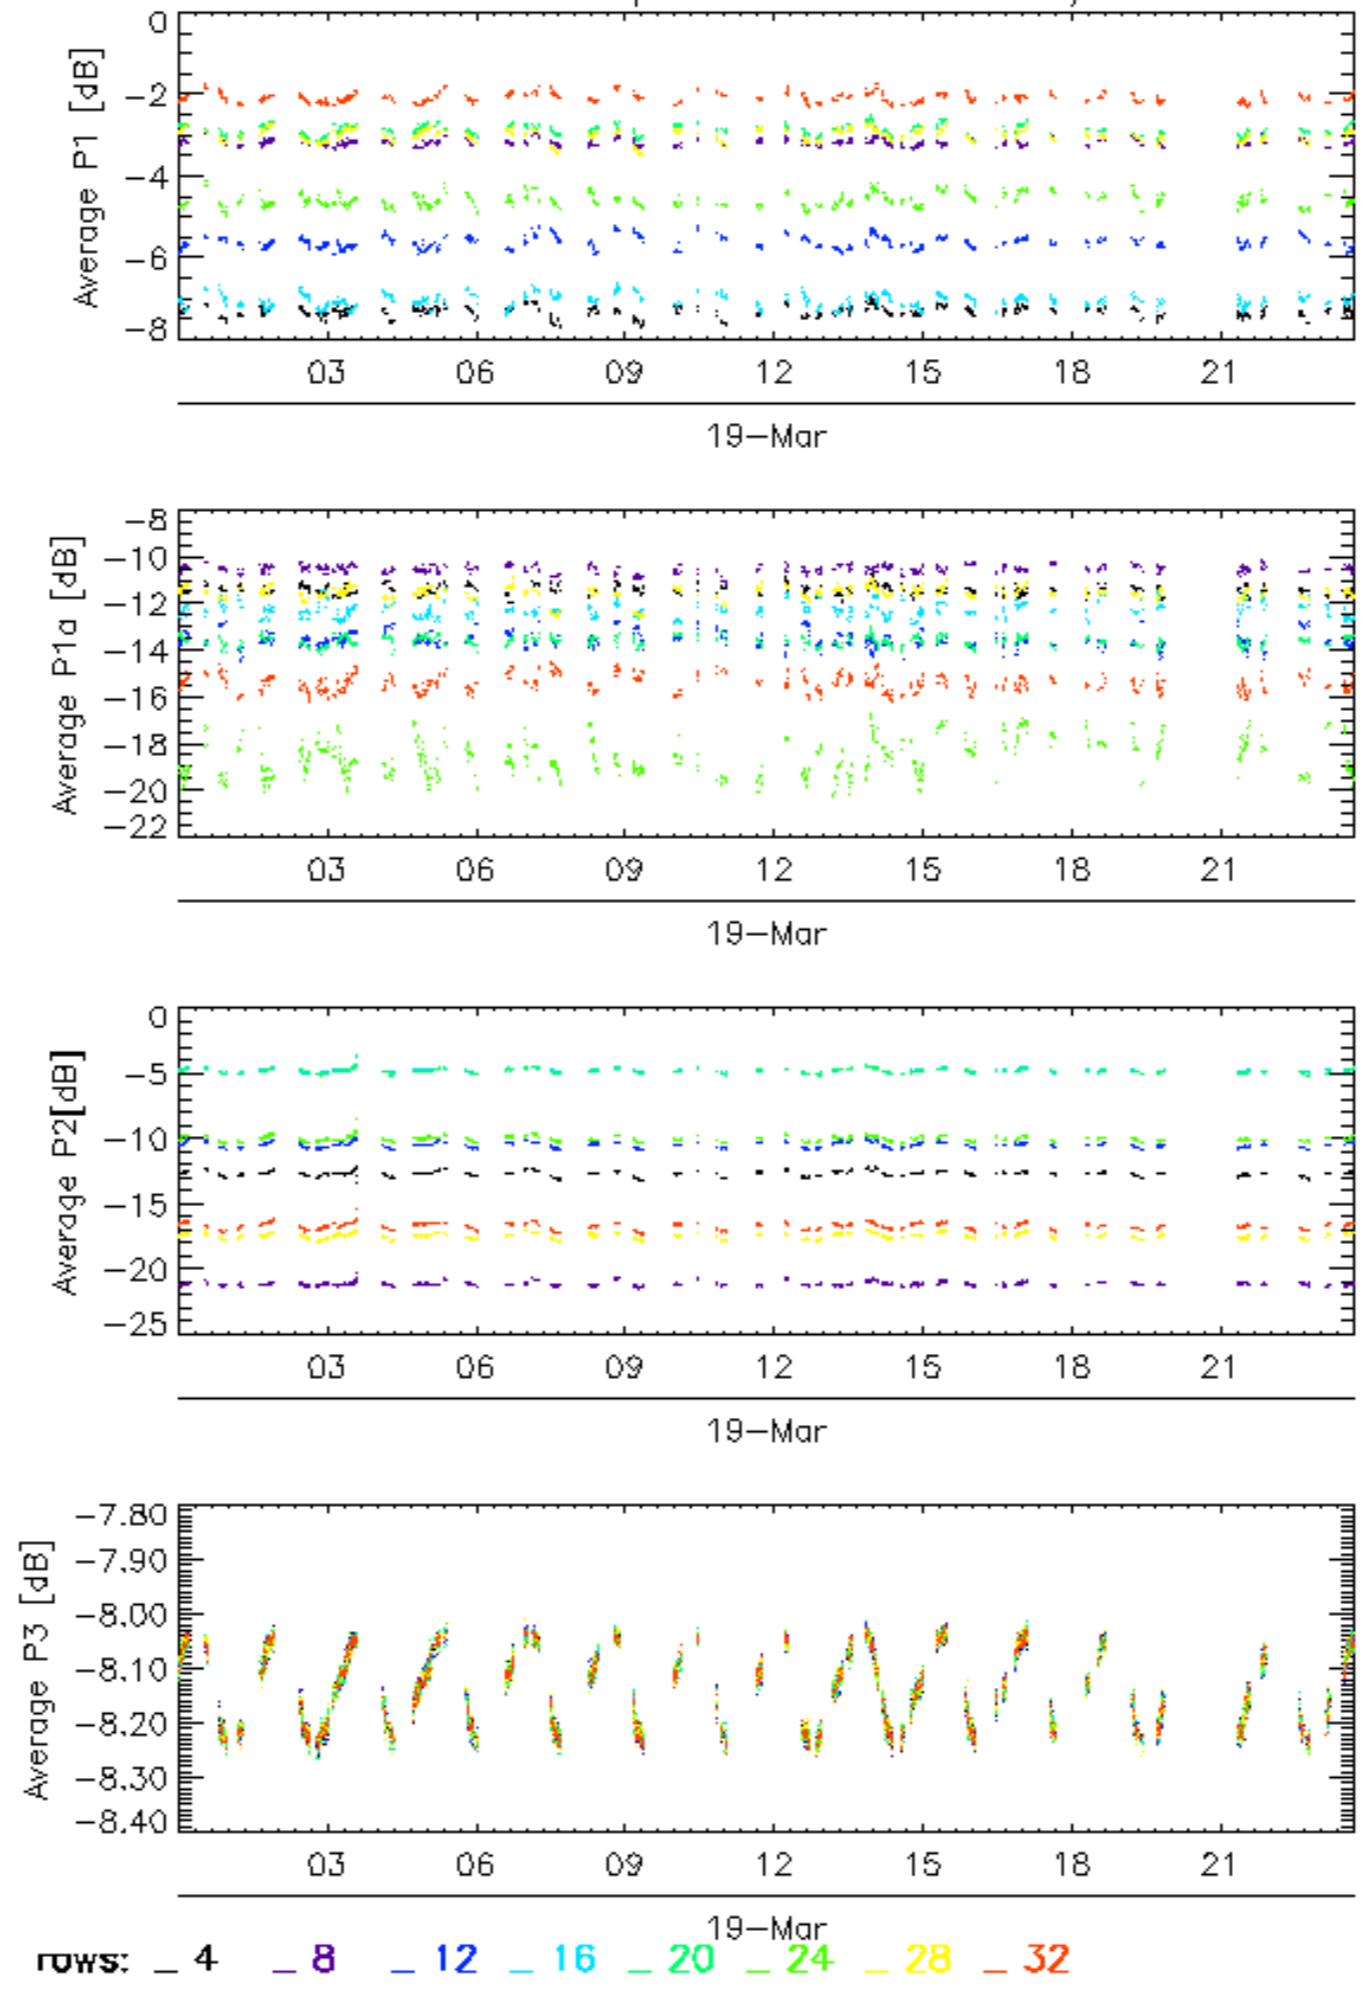 0
Average P1 [dB]
−2
−4
−6
−8
03 06 09 12 15 18 21
19−Mar
−8
Average P1a [dB]
−10
−12
−14
−16
−18
−20
−22
03 06 09 12 15 18 21
19−Mar
0
Average P2[dB]
−5
−10
−15
−20
−25
03 06 09 12 15 18 21
19−Mar
−7.80
Average P3 [dB]
−7.90
−8.00
−8.10
−8.20
−8.30
−8.40
03 06 09 12 15 18 21
19−Mar
rows: _ 4 _ 8 _ 12 _ 16 _ 20 _ 24 _ 28 _ 32